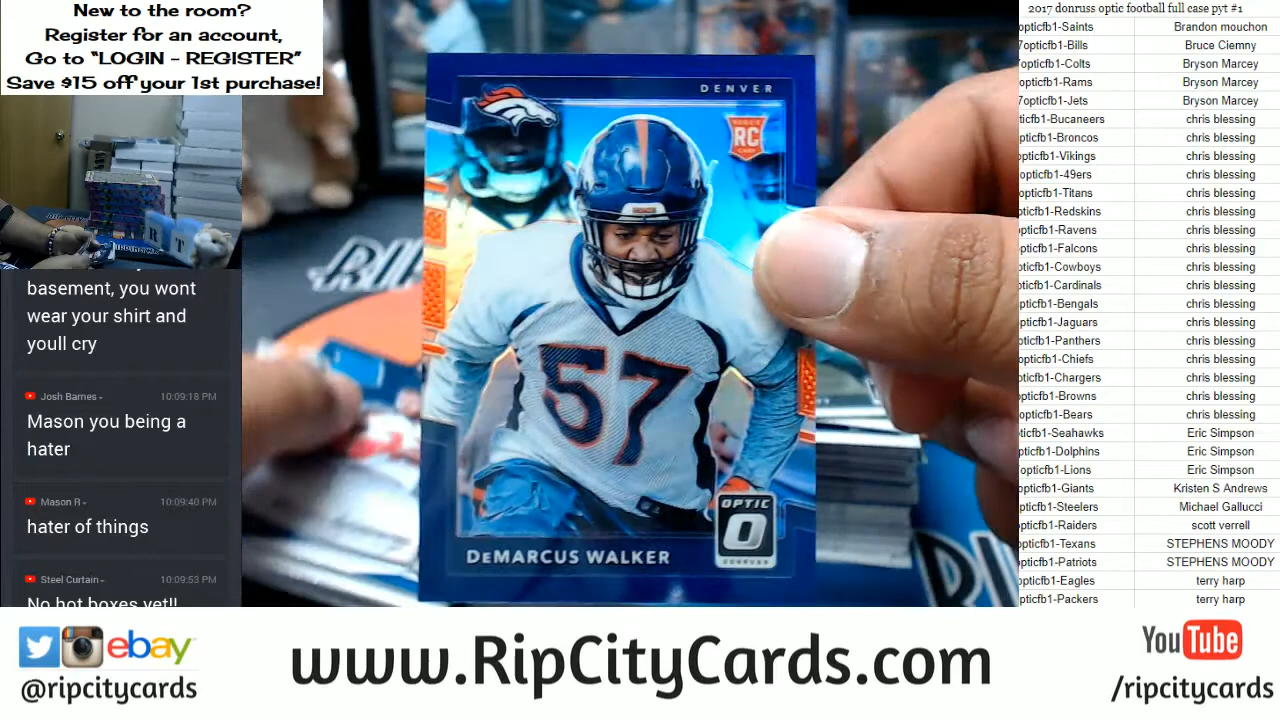 New to the room?
Register for an account,
Go to “LOGIN - REGISTER”
Save $15 off your 1st purchase!
basement, you wont
wear your shirt and
youll cry
Josh Barnes
10:09:18 PM
Mason you being a
hater
Mason R
10:09:40 PM
hater of things
Steel Curtain
10:09:53 PM
No hot boxes yet!!
DENVER
RC
57
OPTIC
DONRUSS
DeMARCUS WALKER
2017 donruss optic football full case pyt #1
opticfb1-Saints Brandon mouchon
7opticfb1-Bills Bruce Ciemny
7opticfb1-Colts Bryson Marcey
opticfb1-Rams Bryson Marcey
7opticfb1-Jets Bryson Marcey
opticfb1-Bucaneers chris blessing
opticfb1-Broncos chris blessing
opticfb1-Vikings chris blessing
opticfb1-49ers chris blessing
opticfb1-Titans chris blessing
opticfb1-Redskins chris blessing
opticfb1-Ravens chris blessing
opticfb1-Falcons chris blessing
opticfb1-Cowboys chris blessing
opticfb1-Cardinals chris blessing
opticfb1-Bengals chris blessing
opticfb1-Jaguars chris blessing
opticfb1-Panthers chris blessing
opticfb1-Chiefs chris blessing
opticfb1-Chargers chris blessing
opticfb1-Browns chris blessing
opticfb1-Bears chris blessing
opticfb1-Seahawks Eric Simpson
opticfb1-Dolphins Eric Simpson
opticfb1-Lions Eric Simpson
opticfb1-Giants Kristen S Andrews
opticfb1-Steelers Michael Gallucci
opticfb1-Raiders scott verrell
opticfb1-Texans STEPHENS MOODY
opticfb1-Patriots STEPHENS MOODY
opticfb1-Eagles terry harp
opticfb1-Packers terry harp
ebay
@ripcitycards
www.RipCityCards.com
YouTube
/ripcitycards